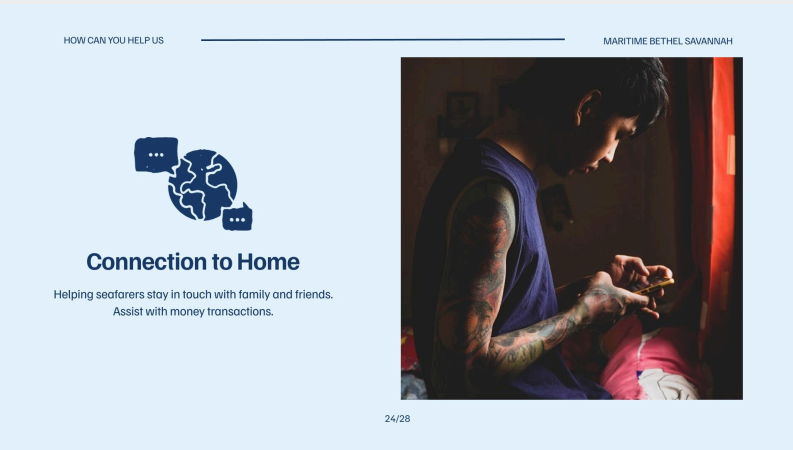 HOW CAN YOU HELP US
MARITIME BETHEL SAVANNAH
Connection to Home
Helping seafarers stay in touch with family and friends.
Assist with money transactions.
24/28